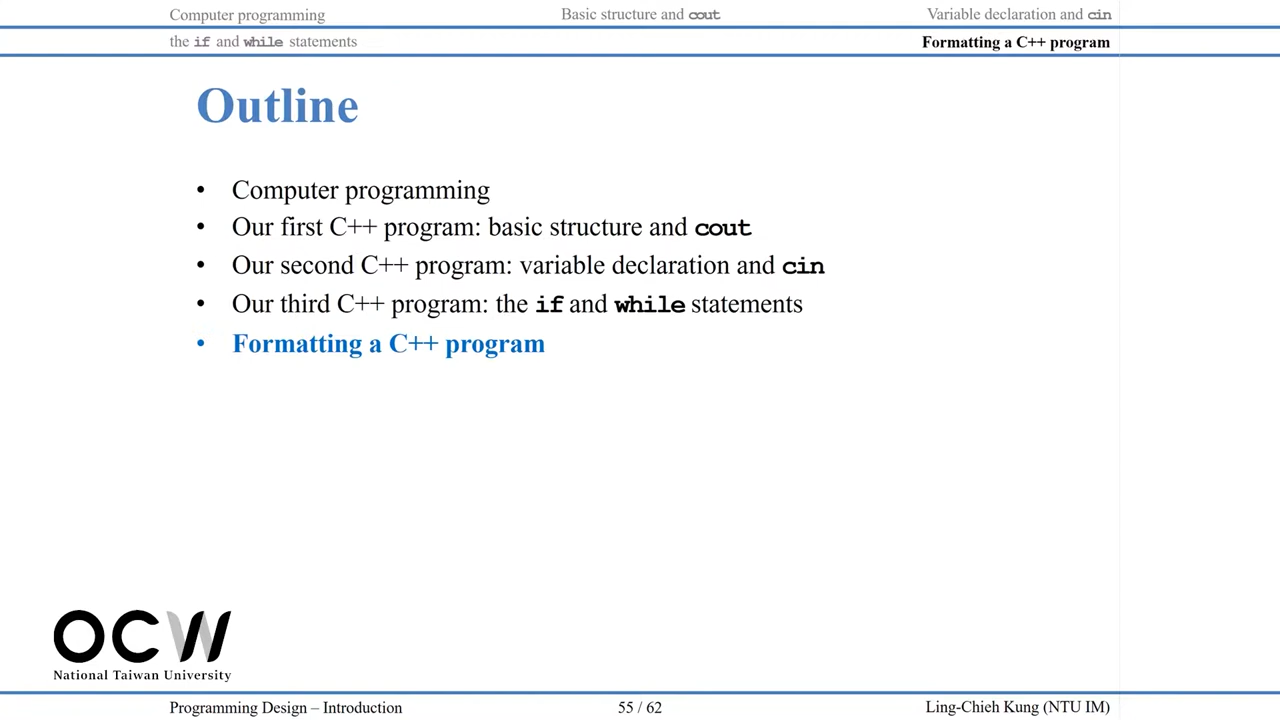 Computer programming Basic structure and cout Variable declaration and cin
the if and while statements Formatting a C++ program
Outline
• Computer programming
• Our first C++ program: basic structure and cout
• Our second C++ program: variable declaration and cin
• Our third C++ program: the if and while statements
• Formatting a C++ program
OCW
National Taiwan University
Programming Design – Introduction 55 / 62 Ling-Chieh Kung (NTU IM)